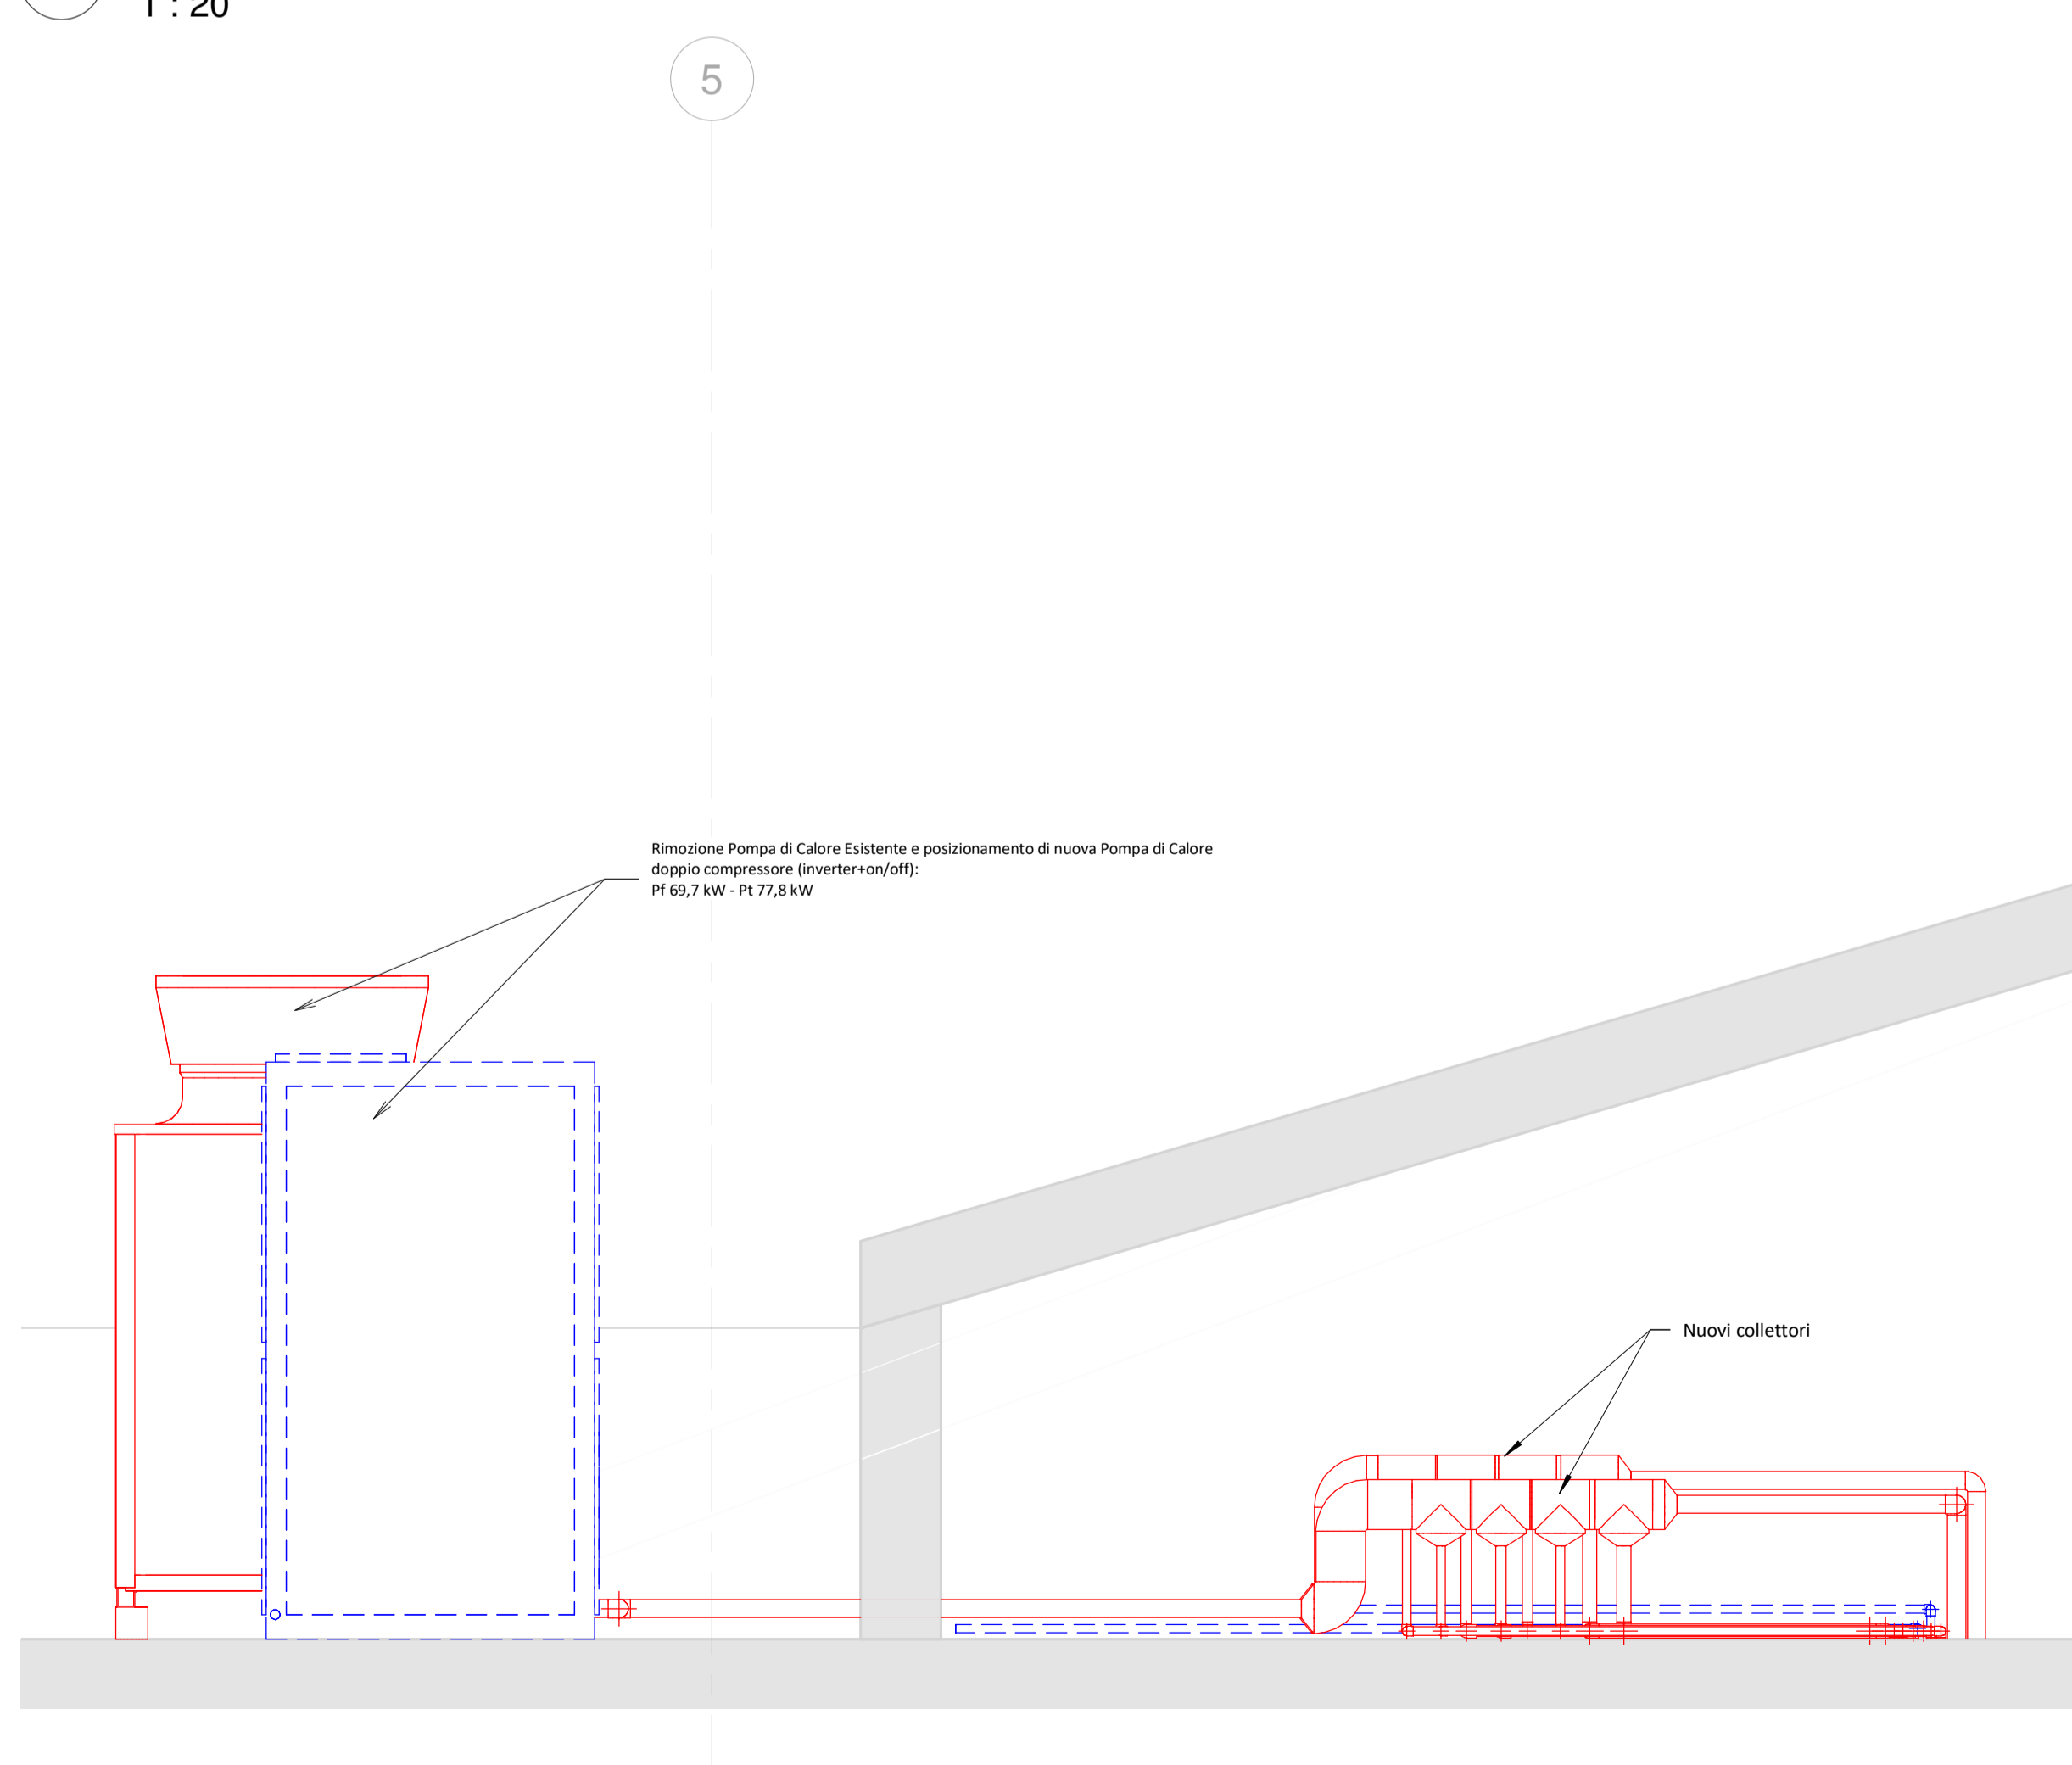 1 : 20
5
Rimozione Pompa di Calore Esistente e posizionamento di nuova Pompa di Calore
doppio compressore (inverter+on/off):
Pf 69,7 kW - Pt 77,8 kW
Nuovi collettori